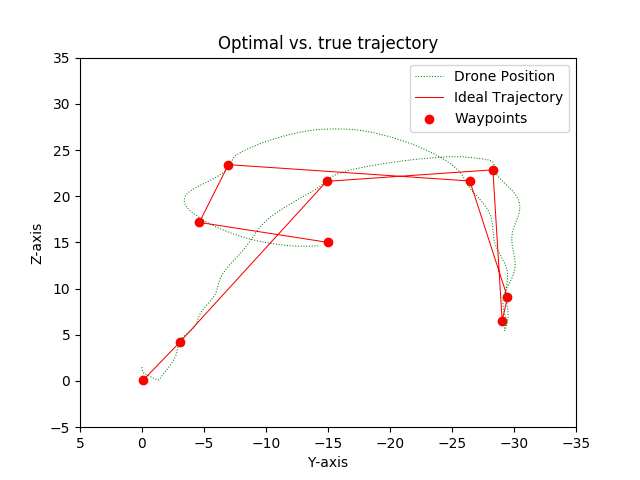 Optimal vs. true trajectory
Drone Position
Ideal Trajectory
Waypoints
35
30
25
20
15
10
5
0
−5
Z-axis
5 0 −5 −10 −15 −20 −25 −30 −35
Y-axis